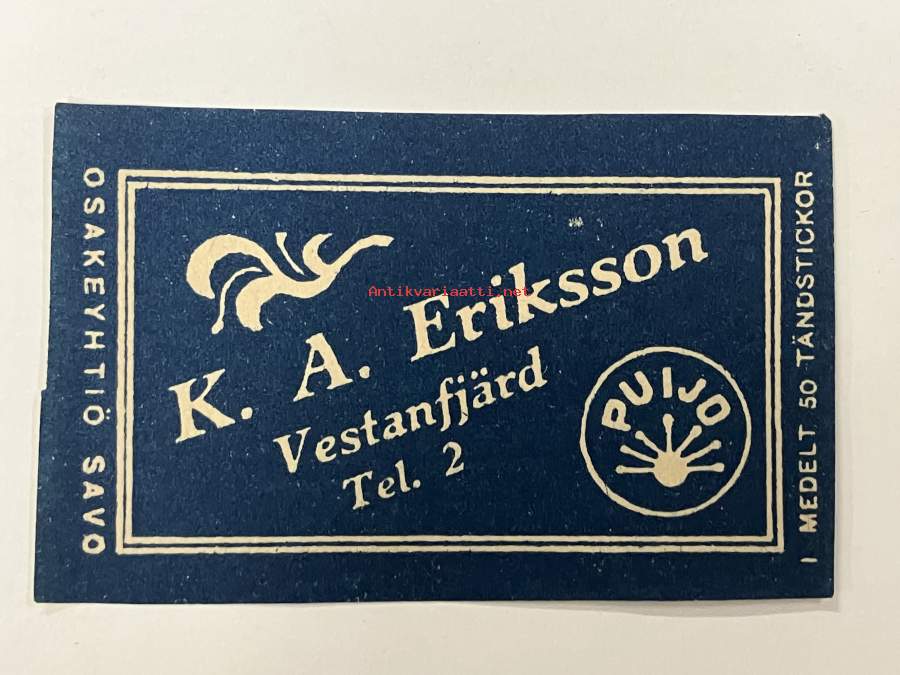 OSAKEYHTIÖ SAVO
K. A. Eriksson
Vestanfjärd
Tel. 2
PUIJO
I MEDELT. 50 TÄNDSTICKOR
Antikvariaatti.net